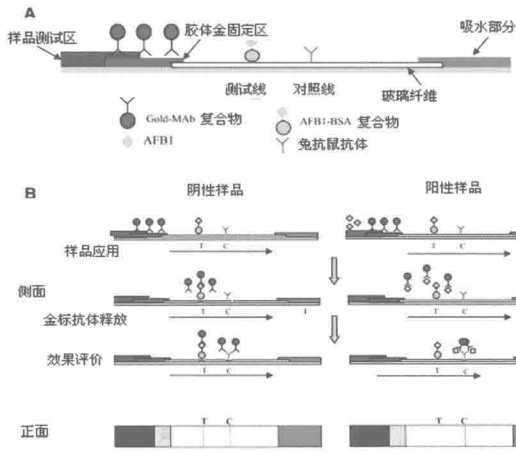 A
样品测试区
胶体金固定区
吸水部分
测试线
对照线
玻璃纤维
Gold-MAb 复合物
AFB1-BSA 复合物
AFB1
兔抗鼠抗体
B
阴性样品
阳性样品
T C
T C
样品应用
侧面
T C
T C
金标抗体释放
效果评价
T C
T C
正面
T C
T C